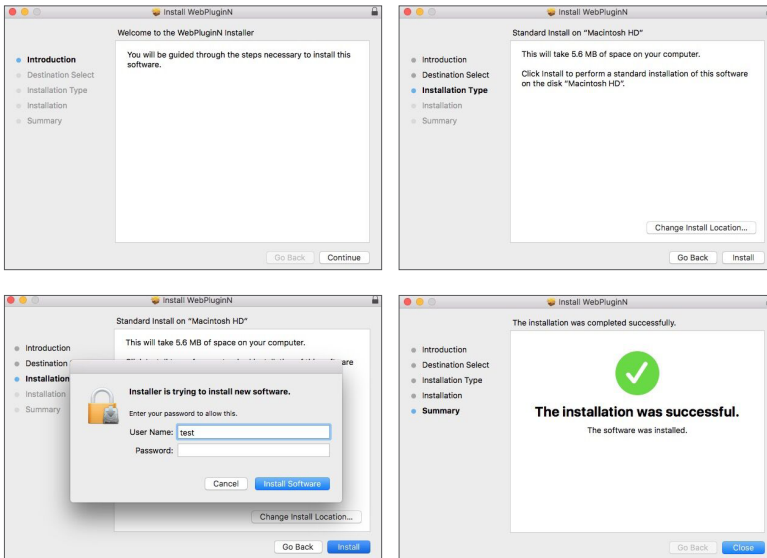 Install WebPluginN
Welcome to the WebPluginN Installer
Introduction
Destination Select
Installation Type
Installation
Summary
You will be guided through the steps necessary to install this
software.
Go Back
Continue
Install WebPluginN
Standard Install on “Macintosh HD”
Introduction
Destination Select
Installation Type
Installation
Summary
This will take 5.6 MB of space on your computer.
Click Install to perform a standard installation of this software
on the disk “Macintosh HD”.
Change Install Location...
Go Back
Install
Install WebPluginN
Standard Install on “Macintosh HD”
Introduction
Destination
Installation
Installation
Summary
This will take 5.6 MB of space on your computer.
Installer is trying to install new software.
Enter your password to allow this.
User Name: test
Password:
Cancel
Install Software
Change Install Location...
Go Back
Install
Install WebPluginN
The installation was completed successfully.
Introduction
Destination Select
Installation Type
Installation
Summary
The installation was successful.
The software was installed.
Go Back
Close